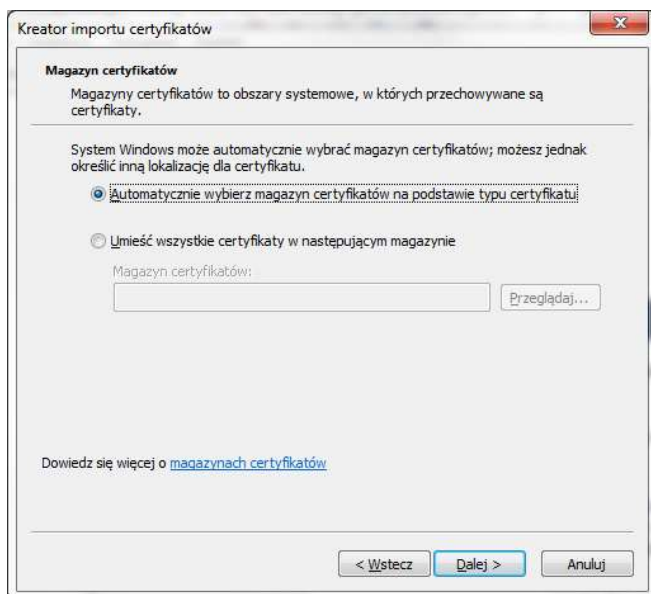 Kreator importu certyfikatów
Magazyn certyfikatów
Magazyny certyfikatów to obszary systemowe, w których przechowywane są
certyfikaty.
System Windows może automatycznie wybrać magazyn certyfikatów; możesz jednak
określić inną lokalizację dla certyfikatu.
Automatycznie wybierz magazyn certyfikatów na podstawie typu certyfikatu
Umieść wszystkie certyfikaty w następującym magazynie
Magazyn certyfikatów:
Przeglądaj...
Dowiedz się więcej o magazynach certyfikatów
< Wstecz Dalej > Anuluj